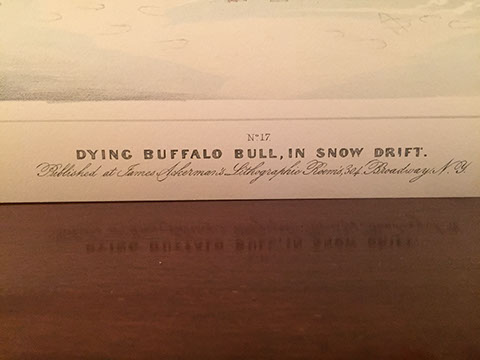 No 17
DYING BUFFALO BULL, IN SNOW DRIFT.
Published at James Ackerman's Lithographic Rooms, 304 Broadway, N.Y.